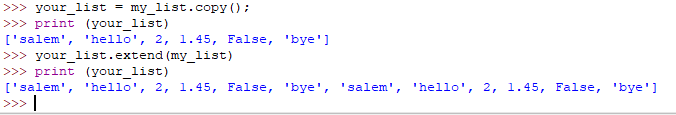 >>> your_list = my_list.copy();
>>> print (your_list)
['salem', 'hello', 2, 1.45, False, 'bye']
>>> your_list.extend(my_list)
>>> print (your_list)
['salem', 'hello', 2, 1.45, False, 'bye', 'salem', 'hello', 2, 1.45, False, 'bye']
>>>